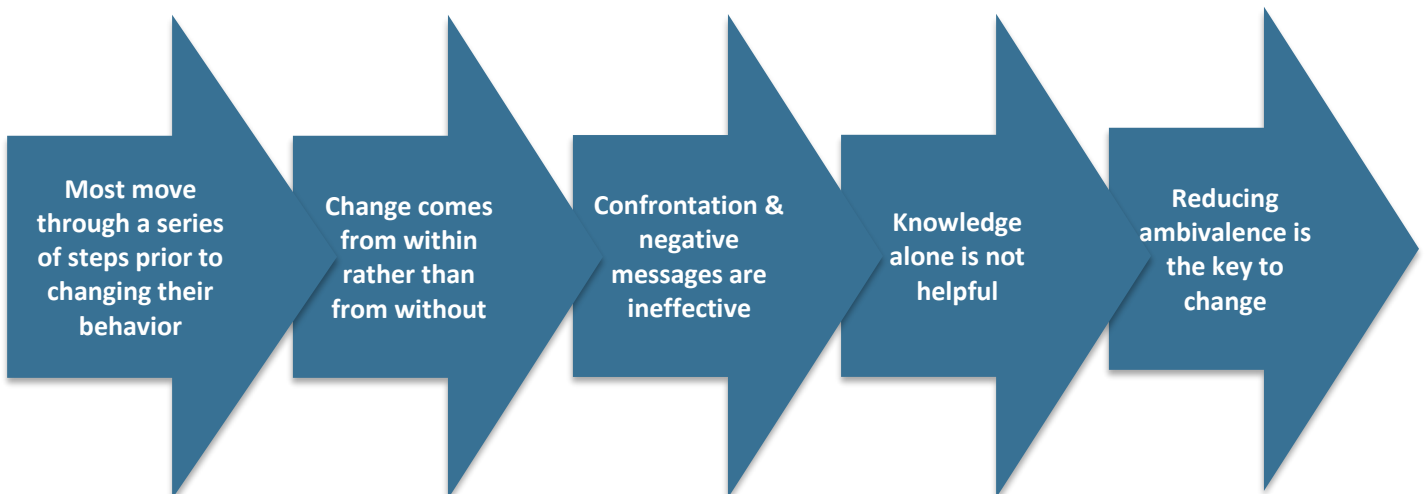 Most move
through a series
of steps prior to
changing their
behavior
Change comes
from within
rather than
from without
Confrontation &
negative
messages are
ineffective
Knowledge
alone is not
helpful
Reducing
ambivalence is
the key to
change